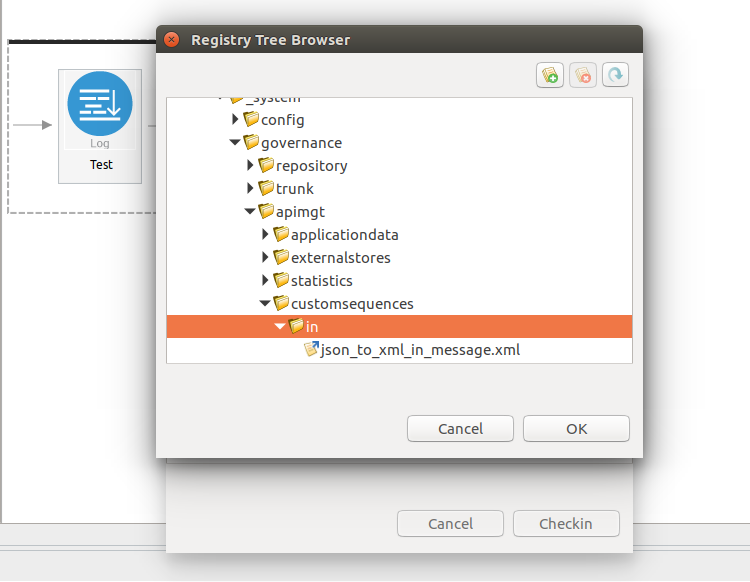 Registry Tree Browser
_system
config
governance
repository
trunk
apimgt
applicationdata
externalstores
statistics
customsequences
in
json_to_xml_in_message.xml
Cancel
OK
Log
Test
Cancel
Checkin